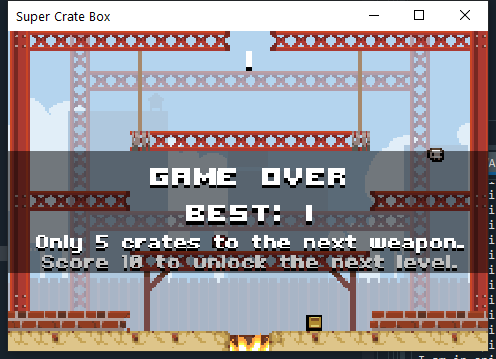 Super Crate Box
1
GAME OVER
BEST: 1
Only 5 crates to the next weapon.
Score 10 to unlock the next level.